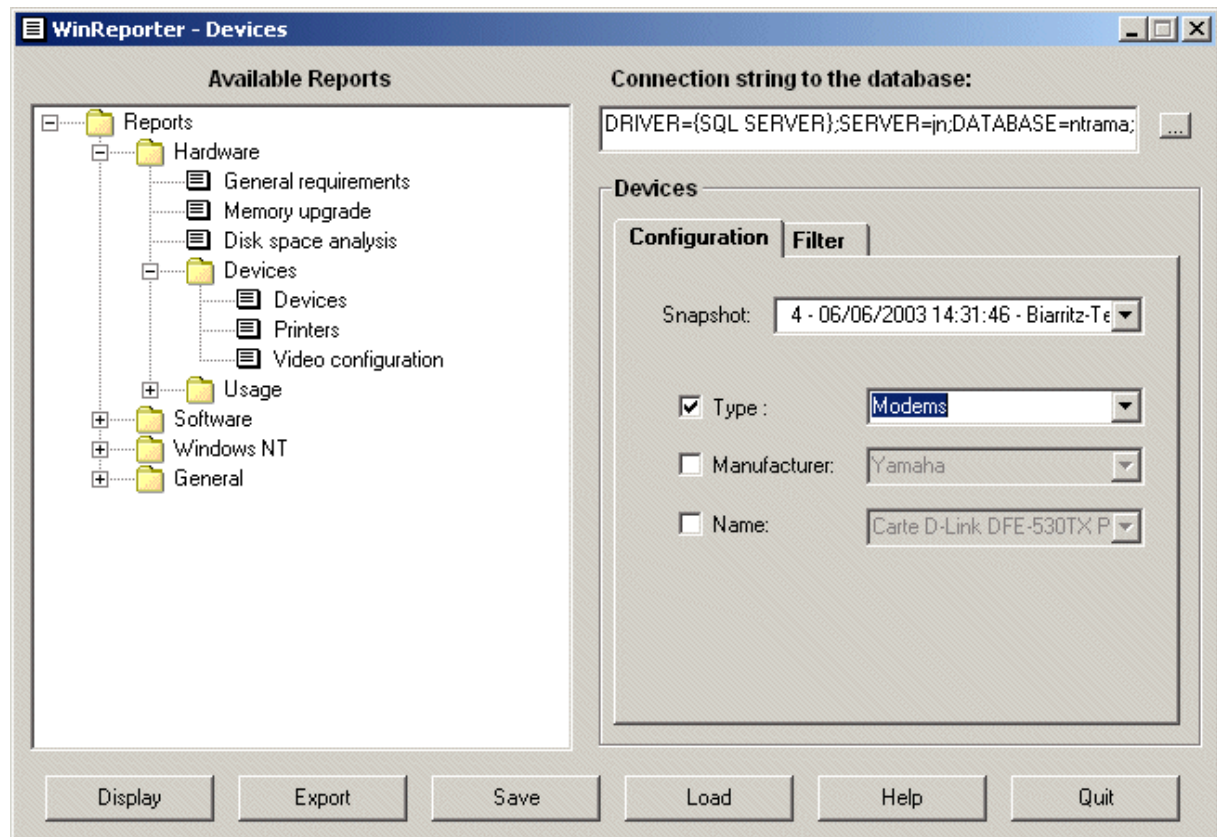 WinReporter - Devices
Available Reports
Reports
Hardware
General requirements
Memory upgrade
Disk space analysis
Devices
Devices
Printers
Video configuration
Usage
Software
Windows NT
General
Connection string to the database:
DRIVER={SQL SERVER};SERVER=jn;DATABASE=ntrama;
...
Devices
Configuration
Filter
Snapshot: 4 - 06/06/2003 14:31:46 - Biarritz-Te
Type : Modems
Manufacturer: Yamaha
Name: Carte D-Link DFE-530TX P
Display Export Save Load Help Quit